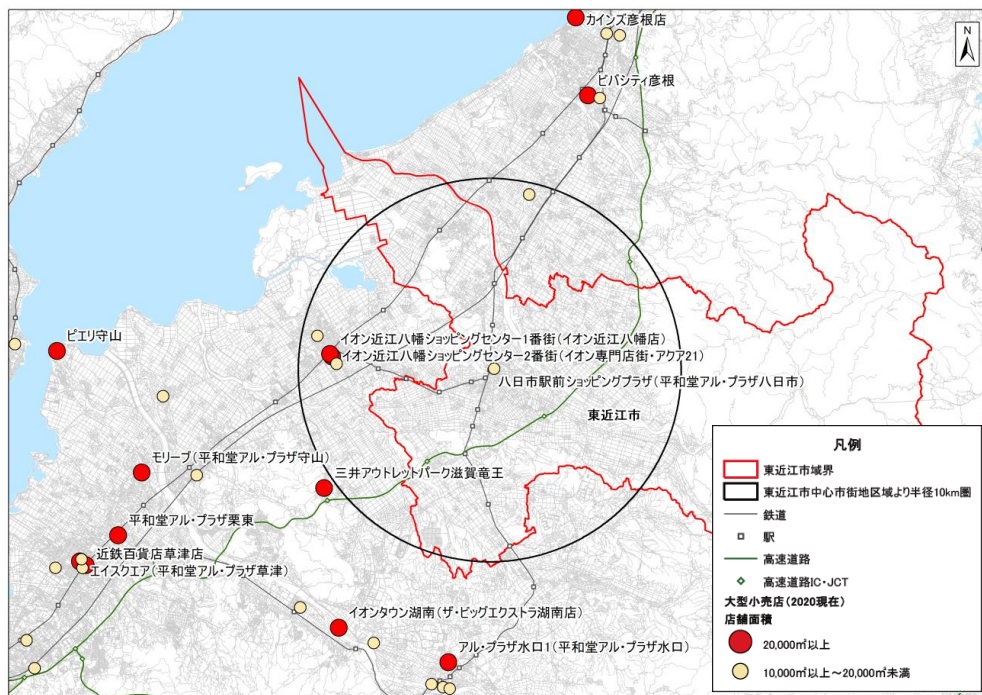 カインズ彦根店
N
ビバシティ彦根
ピエリ守山
イオン近江八幡ショッピングセンター1番街(イオン近江八幡店)
イオン近江八幡ショッピングセンター2番街(イオン専門店街・アクア21)
八日市駅前ショッピングプラザ(平和堂アル・プラザ八日市)
東近江市
モリーブ(平和堂アル・プラザ守山)
三井アウトレットパーク滋賀竜王
平和堂アル・プラザ栗東
近鉄百貨店草津店
エイスクエア(平和堂アル・プラザ草津)
イオンタウン湖南(ザ・ビッグエクストラ湖南店)
アル・プラザ水口1(平和堂アル・プラザ水口)
凡例
東近江市域界
東近江市中心市街地区域より半径10km圏
鉄道
駅
高速道路
高速道路IC・JCT
大型小売店(2020現在)
店舗面積
20,000㎡以上
10,000㎡以上～20,000㎡未満